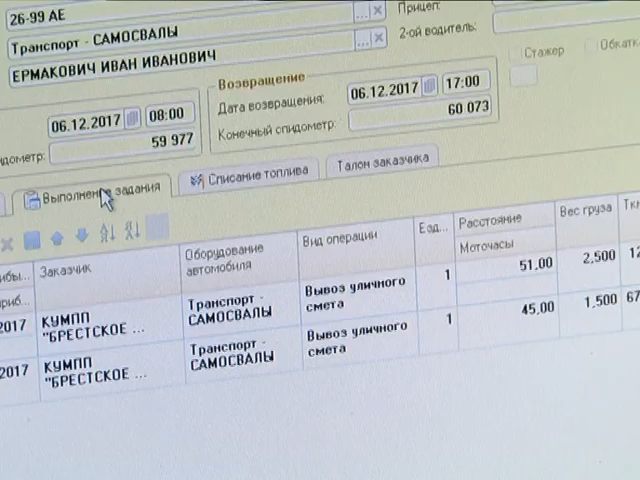 26-99 АЕ
Прицеп:
Транспорт - САМОСВАЛЫ
2-ой водитель:
ЕРМАКОВИЧ ИВАН ИВАНОВИЧ
Стажер
Возвращение
06.12.2017 08:00
Дата возвращения: 06.12.2017 17:00
59 977
Конечный спидометр: 60 073
Выполнение задания
Списание топлива
Талон заказчика
Заказчик
Оборудование автомобиля
Вид операции
Езд...
Расстояние
Моточасы
Вес груза
2017
КУМПП
"БРЕСТСКОЕ ...
Транспорт -
САМОСВАЛЫ
Вывоз уличного
смета
1
51,00
2,500
2017
КУМПП
"БРЕСТСКОЕ ...
Транспорт -
САМОСВАЛЫ
Вывоз уличного
смета
1
45,00
1,500